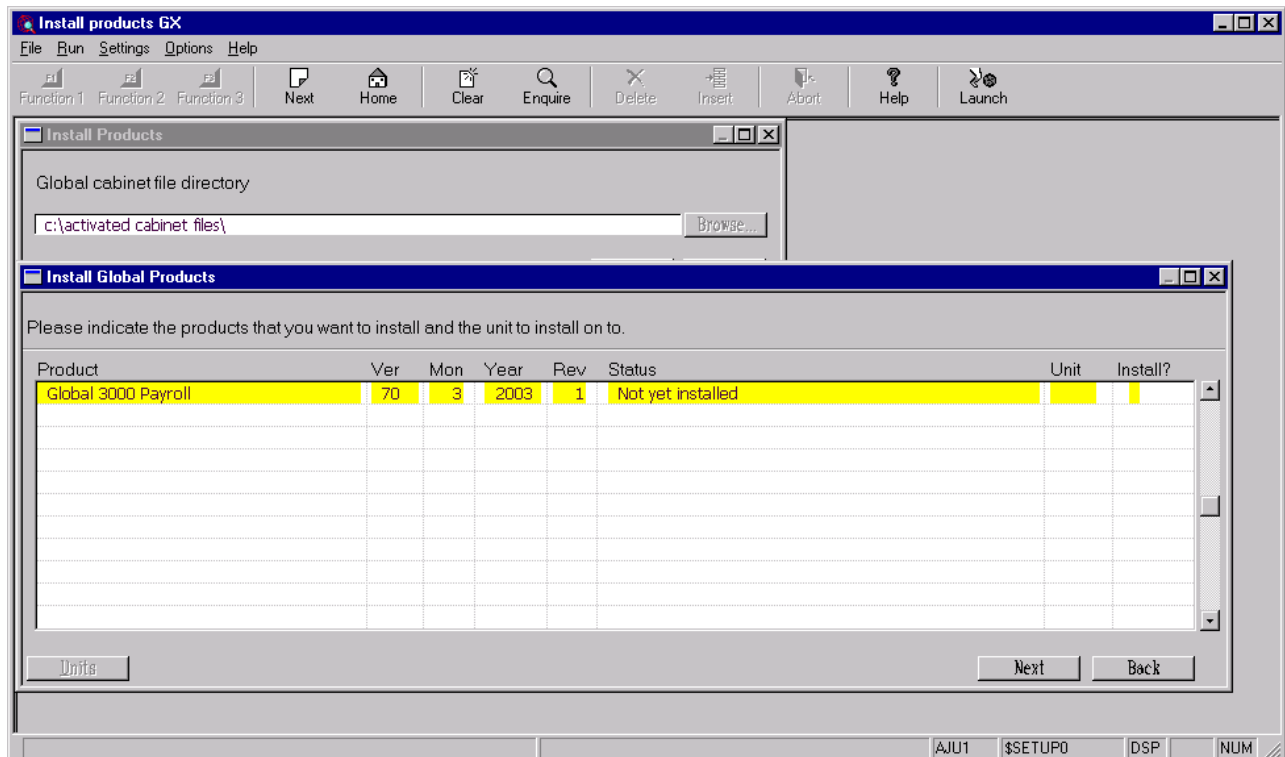 Install products GX
File Run Settings Options Help
F1 F2 F3
Function 1 Function 2 Function 3 Next Home Clear Enquire Delete Insert Abort Help Launch
Install Products
Global cabinet file directory
c:\activated cabinet files\ Browse...
Install Global Products
Please indicate the products that you want to install and the unit to install on to.
Product Ver Mon Year Rev Status Unit Install?
Global 3000 Payroll 70 3 2003 1 Not yet installed
Units Next Back
AJU1 $SETUP0 DSP NUM